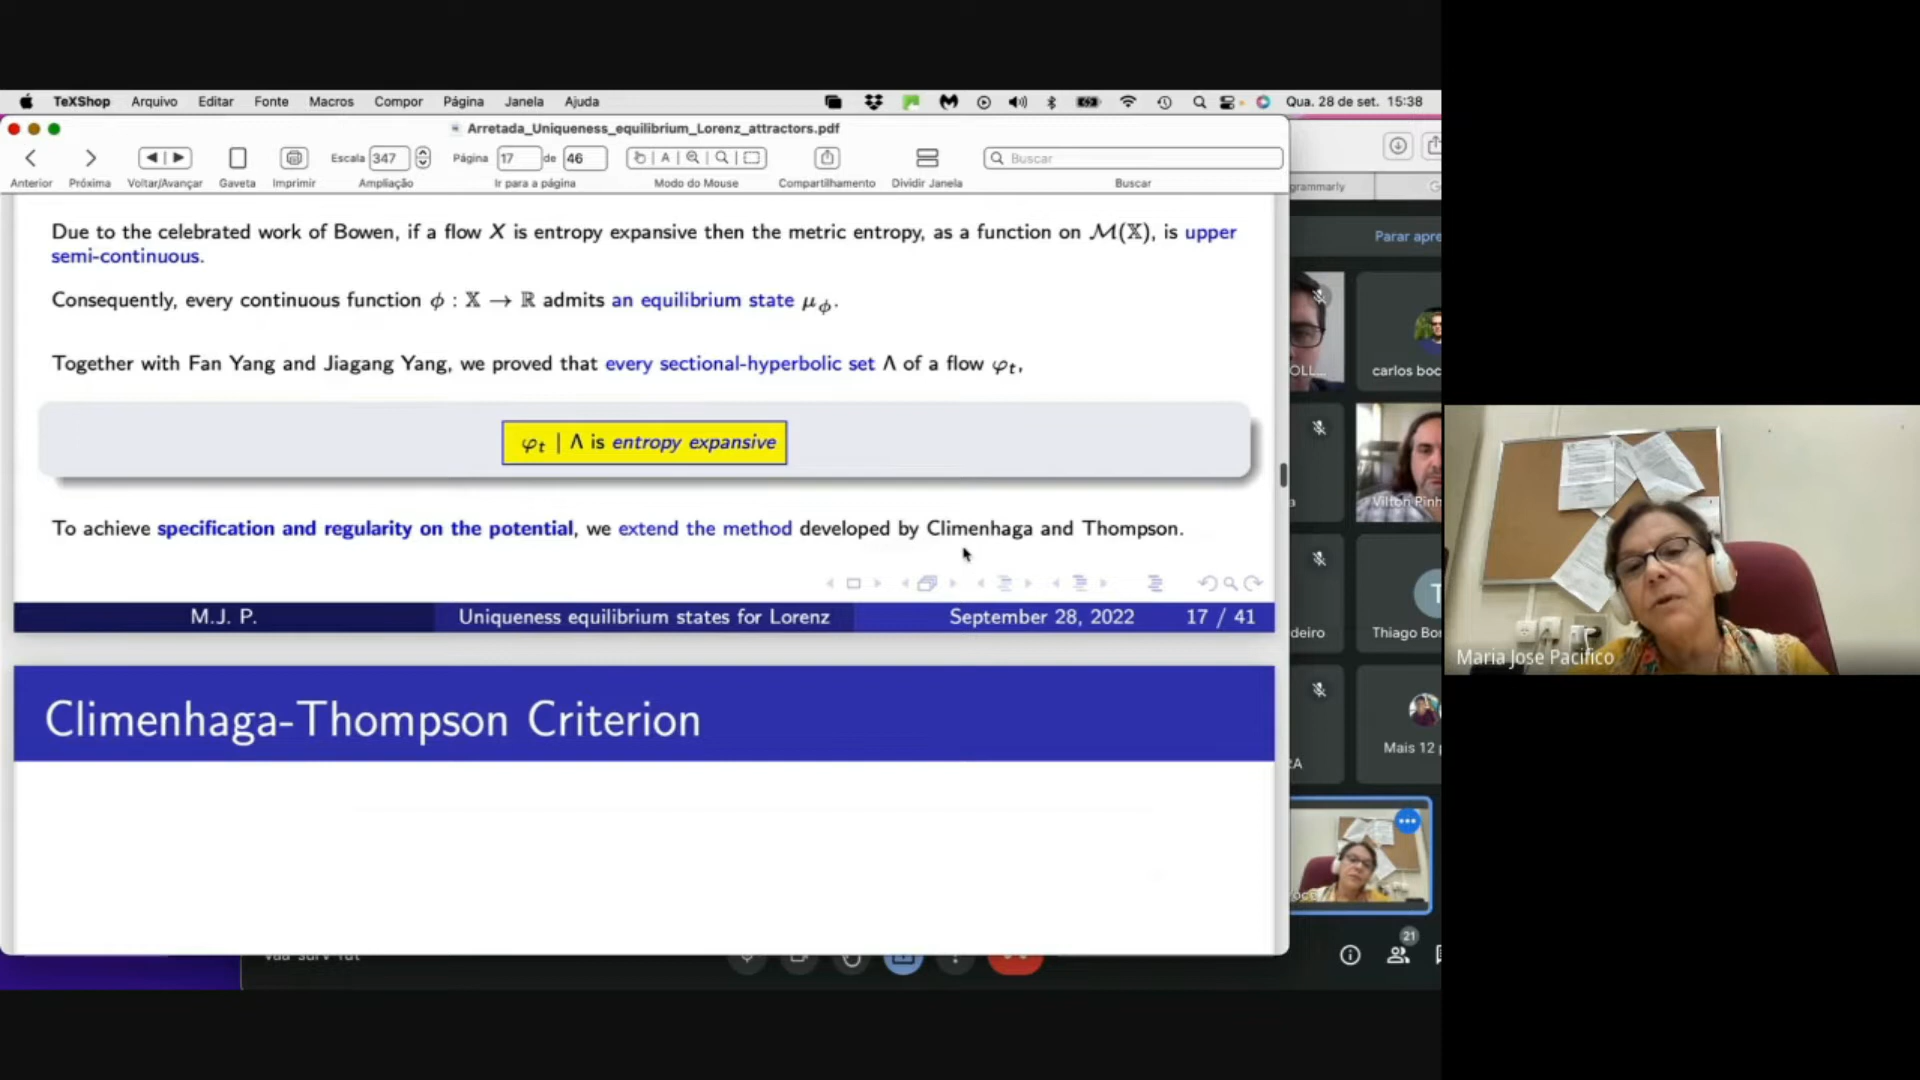 TeXShop Arquivo Editar Fonte Macros Compor Página Janela Ajuda Qua. 28 de set. 15:38
Arretada_Uniqueness_equilibrium_Lorenz_attractors.pdf
Escala 347 Página 17 de 46 Buscar
Anterior Próxima Voltar/Avançar Gaveta Imprimir Ampliação Ir para a página Modo do Mouse Compartilhamento Dividir Janela Buscar
Parar apre
Due to the celebrated work of Bowen, if a flow X is entropy expansive then the metric entropy, as a function on ℳ(𝕏), is upper
semi-continuous.
Consequently, every continuous function ϕ : 𝕏 → ℝ admits an equilibrium state μ_ϕ.
Together with Fan Yang and Jiagang Yang, we proved that every sectional-hyperbolic set Λ of a flow φ_t,
φ_t | Λ is entropy expansive
To achieve specification and regularity on the potential, we extend the method developed by Climenhaga and Thompson.
M.J. P. Uniqueness equilibrium states for Lorenz September 28, 2022 17 / 41
Climenhaga-Thompson Criterion
carlos boc
Vilton Pinh
deiro
Thiago Bor
Mais 12 p
21
Maria Jose Pacifico